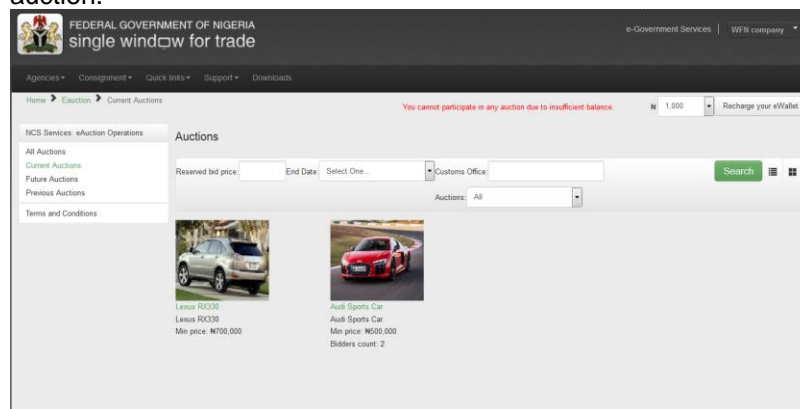 auction.
FEDERAL GOVERNMENT OF NIGERIA
single window for trade
e-Government Services | WFN company
Agencies Consignment Quick links Support Downloads
Home > Eauction > Current Auctions
You cannot participate in any auction due to insufficient balance.
₦ 1,000 Recharge your eWallet
NCS Services: eAuction Operations
All Auctions
Current Auctions
Future Auctions
Previous Auctions
Terms and Conditions
Auctions
Reserved bid price: End Date: Select One... Customs Office: Search
Auctions: All
Lexus RX330
Lexus RX330
Min price: ₦700,000
Audi Sports Car
Audi Sports Car
Min price: ₦500,000
Bidders count: 2